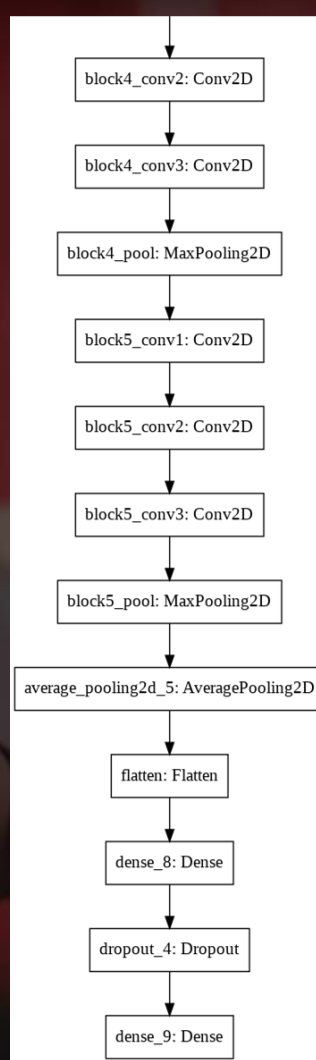 block4_conv2: Conv2D
block4_conv3: Conv2D
block4_pool: MaxPooling2D
block5_conv1: Conv2D
block5_conv2: Conv2D
block5_conv3: Conv2D
block5_pool: MaxPooling2D
average_pooling2d_5: AveragePooling2D
flatten: Flatten
dense_8: Dense
dropout_4: Dropout
dense_9: Dense